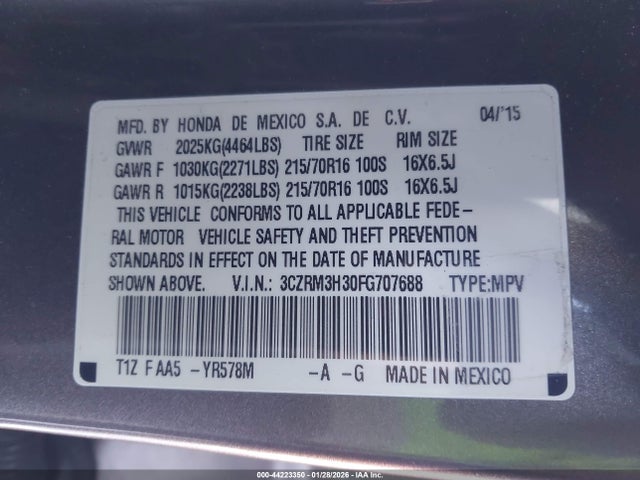 MFD. BY HONDA DE MEXICO S.A. DE C.V. 04/'15
GVWR 2025KG(4464LBS) TIRE SIZE RIM SIZE
GAWR F 1030KG(2271LBS) 215/70R16 100S 16X6.5J
GAWR R 1015KG(2238LBS) 215/70R16 100S 16X6.5J
THIS VEHICLE CONFORMS TO ALL APPLICABLE FEDE-
RAL MOTOR VEHICLE SAFETY AND THEFT PREVENTION
STANDARDS IN EFFECT ON THE DATE OF MANUFACTURE
SHOWN ABOVE. V.I.N.: 3CZRM3H30FG707688 TYPE:MPV
T1Z F AA5 -YR578M -A -G MADE IN MEXICO
000-44223350 - 01/28/2026 - IAA Inc.